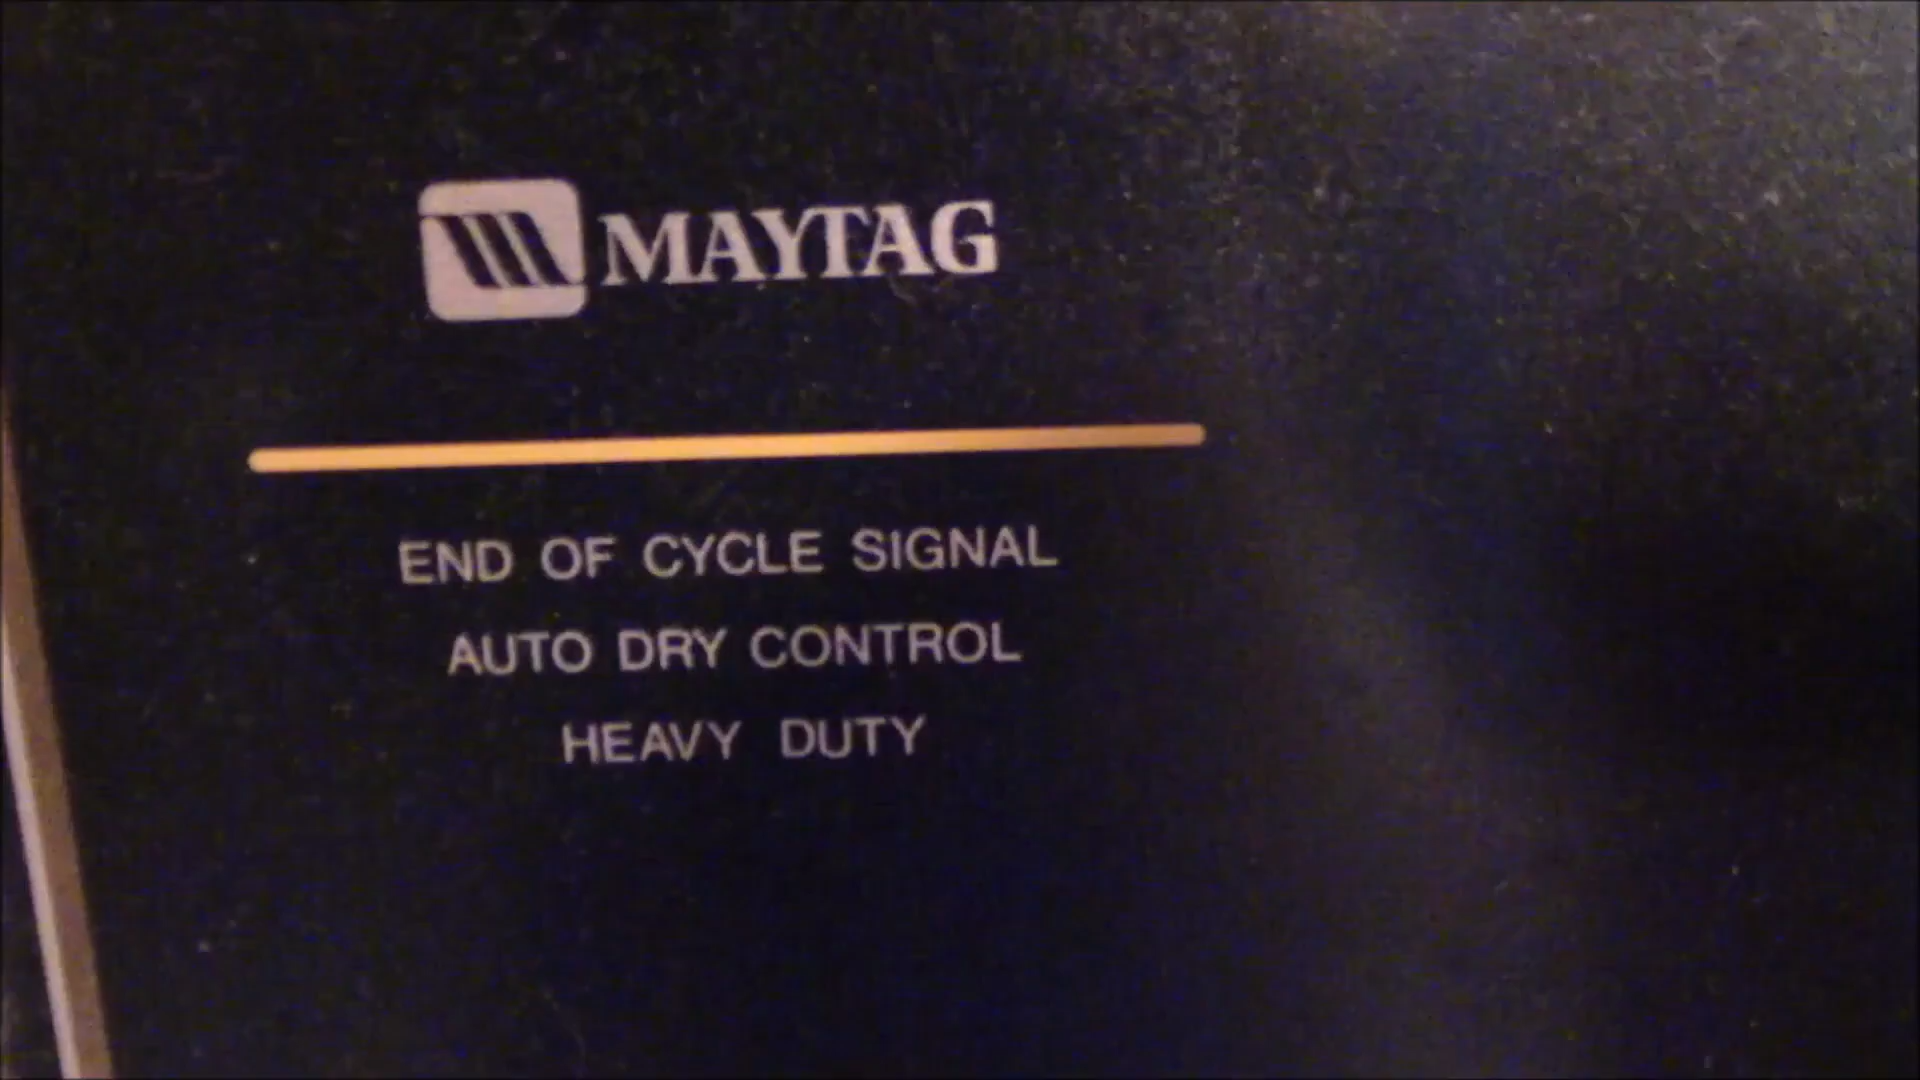 MAYTAG
END OF CYCLE SIGNAL
AUTO DRY CONTROL
HEAVY DUTY